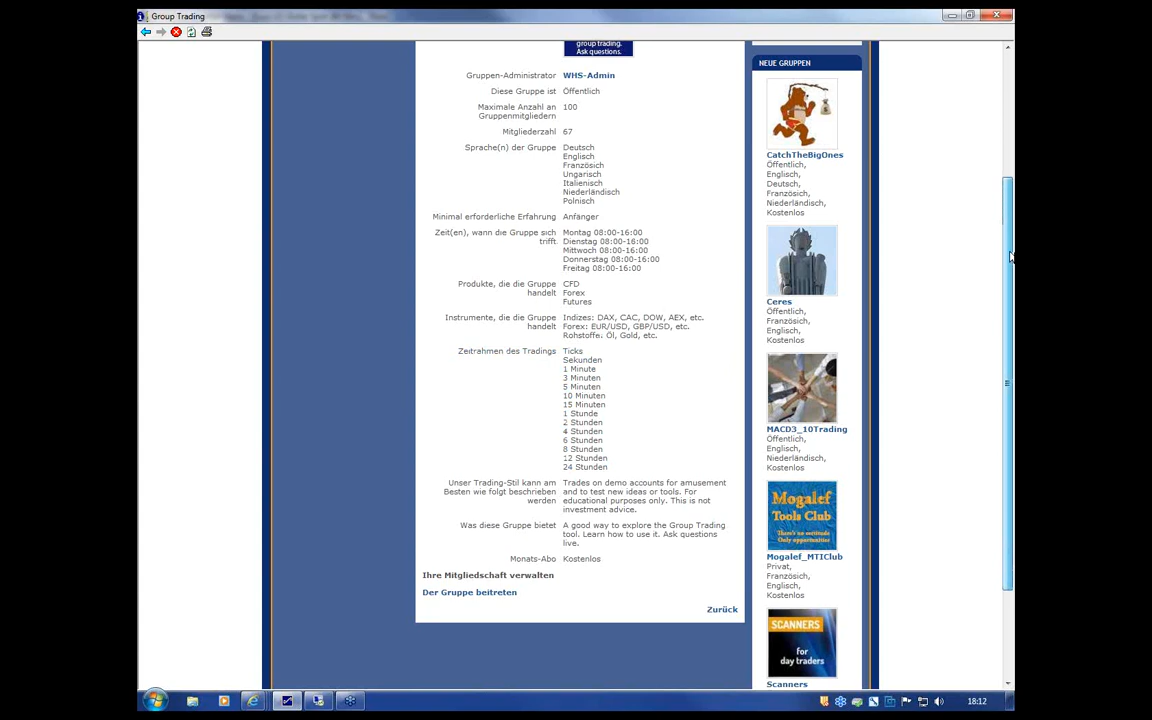 Group Trading
group trading.
Ask questions.
Gruppen-Administrator WHS-Admin
Diese Gruppe ist Öffentlich
Maximale Anzahl an Gruppenmitgliedern 100
Mitgliederzahl 67
Sprache(n) der Gruppe Deutsch
Englisch
Französich
Ungarisch
Italienisch
Niederländisch
Polnisch
Minimal erforderliche Erfahrung Anfänger
Zeit(en), wann die Gruppe sich trifft Montag 08:00-16:00
Dienstag 08:00-16:00
Mittwoch 08:00-16:00
Donnerstag 08:00-16:00
Freitag 08:00-16:00
Produkte, die die Gruppe handelt CFD
Forex
Futures
Instrumente, die die Gruppe handelt Indizes: DAX, CAC, DOW, AEX, etc.
Forex: EUR/USD, GBP/USD, etc.
Rohstoffe: Öl, Gold, etc.
Zeitrahmen des Tradings Ticks
Sekunden
1 Minute
3 Minuten
5 Minuten
10 Minuten
15 Minuten
1 Stunde
2 Stunden
4 Stunden
6 Stunden
8 Stunden
12 Stunden
24 Stunden
Unser Trading-Stil kann am Besten wie folgt beschrieben werden Trades on demo accounts for amusement
and to test new ideas or tools. For
educational purposes only. This is not
investment advice.
Was diese Gruppe bietet A good way to explore the Group Trading
tool. Learn how to use it. Ask questions
live.
Monats-Abo Kostenlos
Ihre Mitgliedschaft verwalten
Der Gruppe beitreten
Zurück
NEUE GRUPPEN
CatchTheBigOnes
Öffentlich,
Englisch,
Deutsch,
Französich,
Niederländisch,
Kostenlos
Ceres
Öffentlich,
Französich,
Englisch,
Kostenlos
MACD3_10Trading
Öffentlich,
Englisch,
Niederländisch,
Kostenlos
Mogalef
Tools Club
There's no certitude
Only opportunities
Mogalef_MTIClub
Privat,
Französich,
Englisch,
Kostenlos
SCANNERS
for
day traders
Scanners
18:12